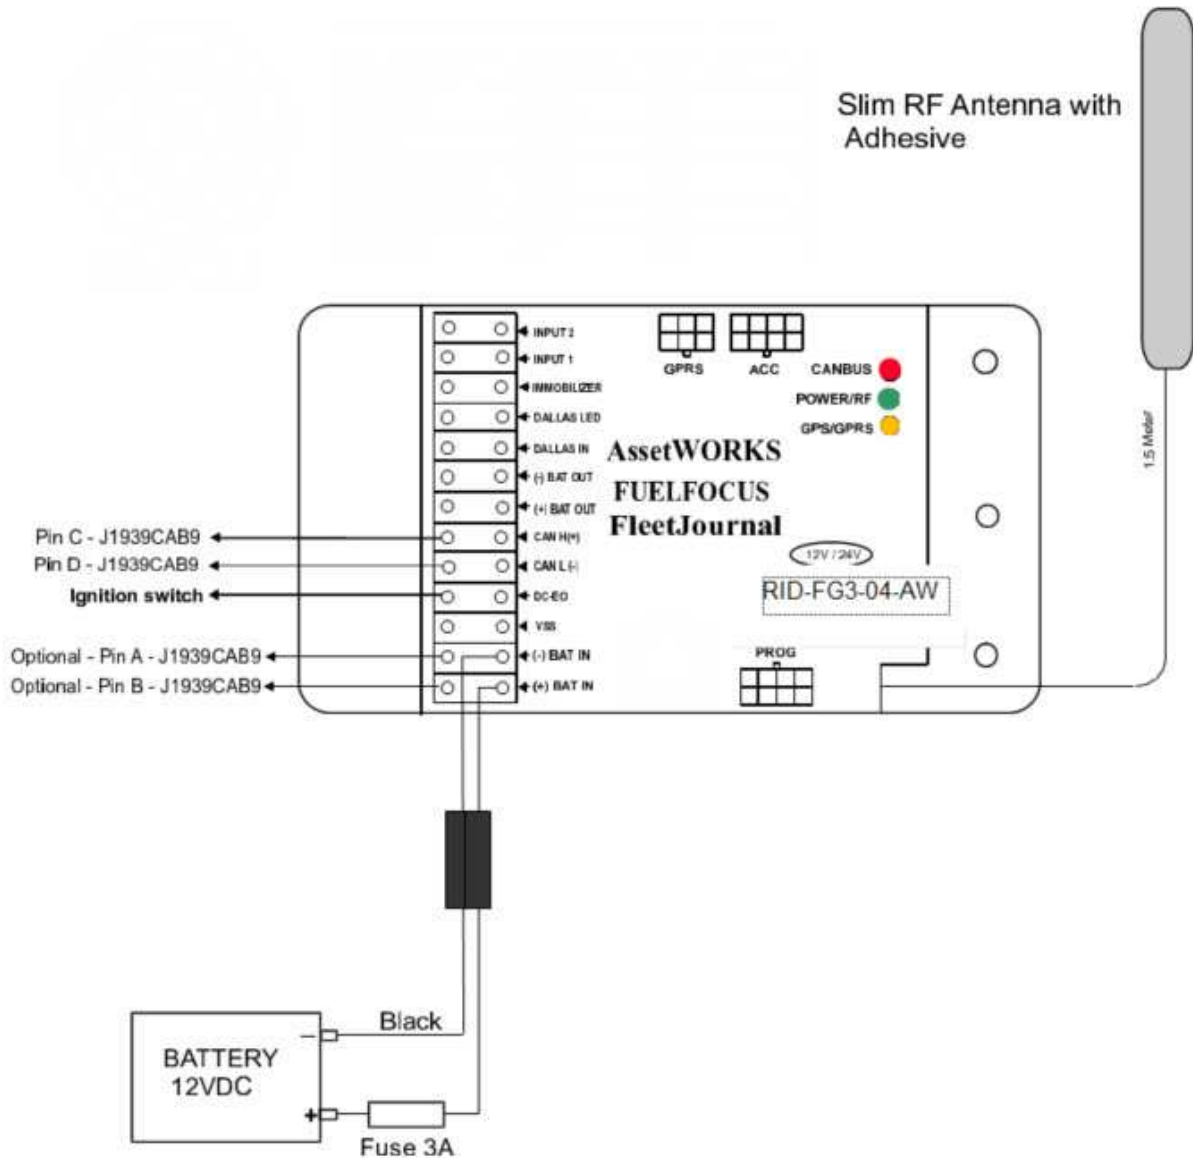 Slim RF Antenna with
Adhesive
1.5 Meter
INPUT 2
INPUT 1
IMMOBILIZER
DALLAS LED
DALLAS IN
(-) BAT OUT
(+) BAT OUT
CAN H(+)
CAN L (-)
DC-EO
VSS
(-) BAT IN
(+) BAT IN
GPRS
ACC
CANBUS
POWER/RF
GPS/GPRS
AssetWORKS
FUELFOCUS
FleetJournal
12V / 24V
RID-FG3-04-AW
PROG
Pin C - J1939CAB9
Pin D - J1939CAB9
Ignition switch
Optional - Pin A - J1939CAB9
Optional - Pin B - J1939CAB9
Black
−
BATTERY
12VDC
+
Fuse 3A